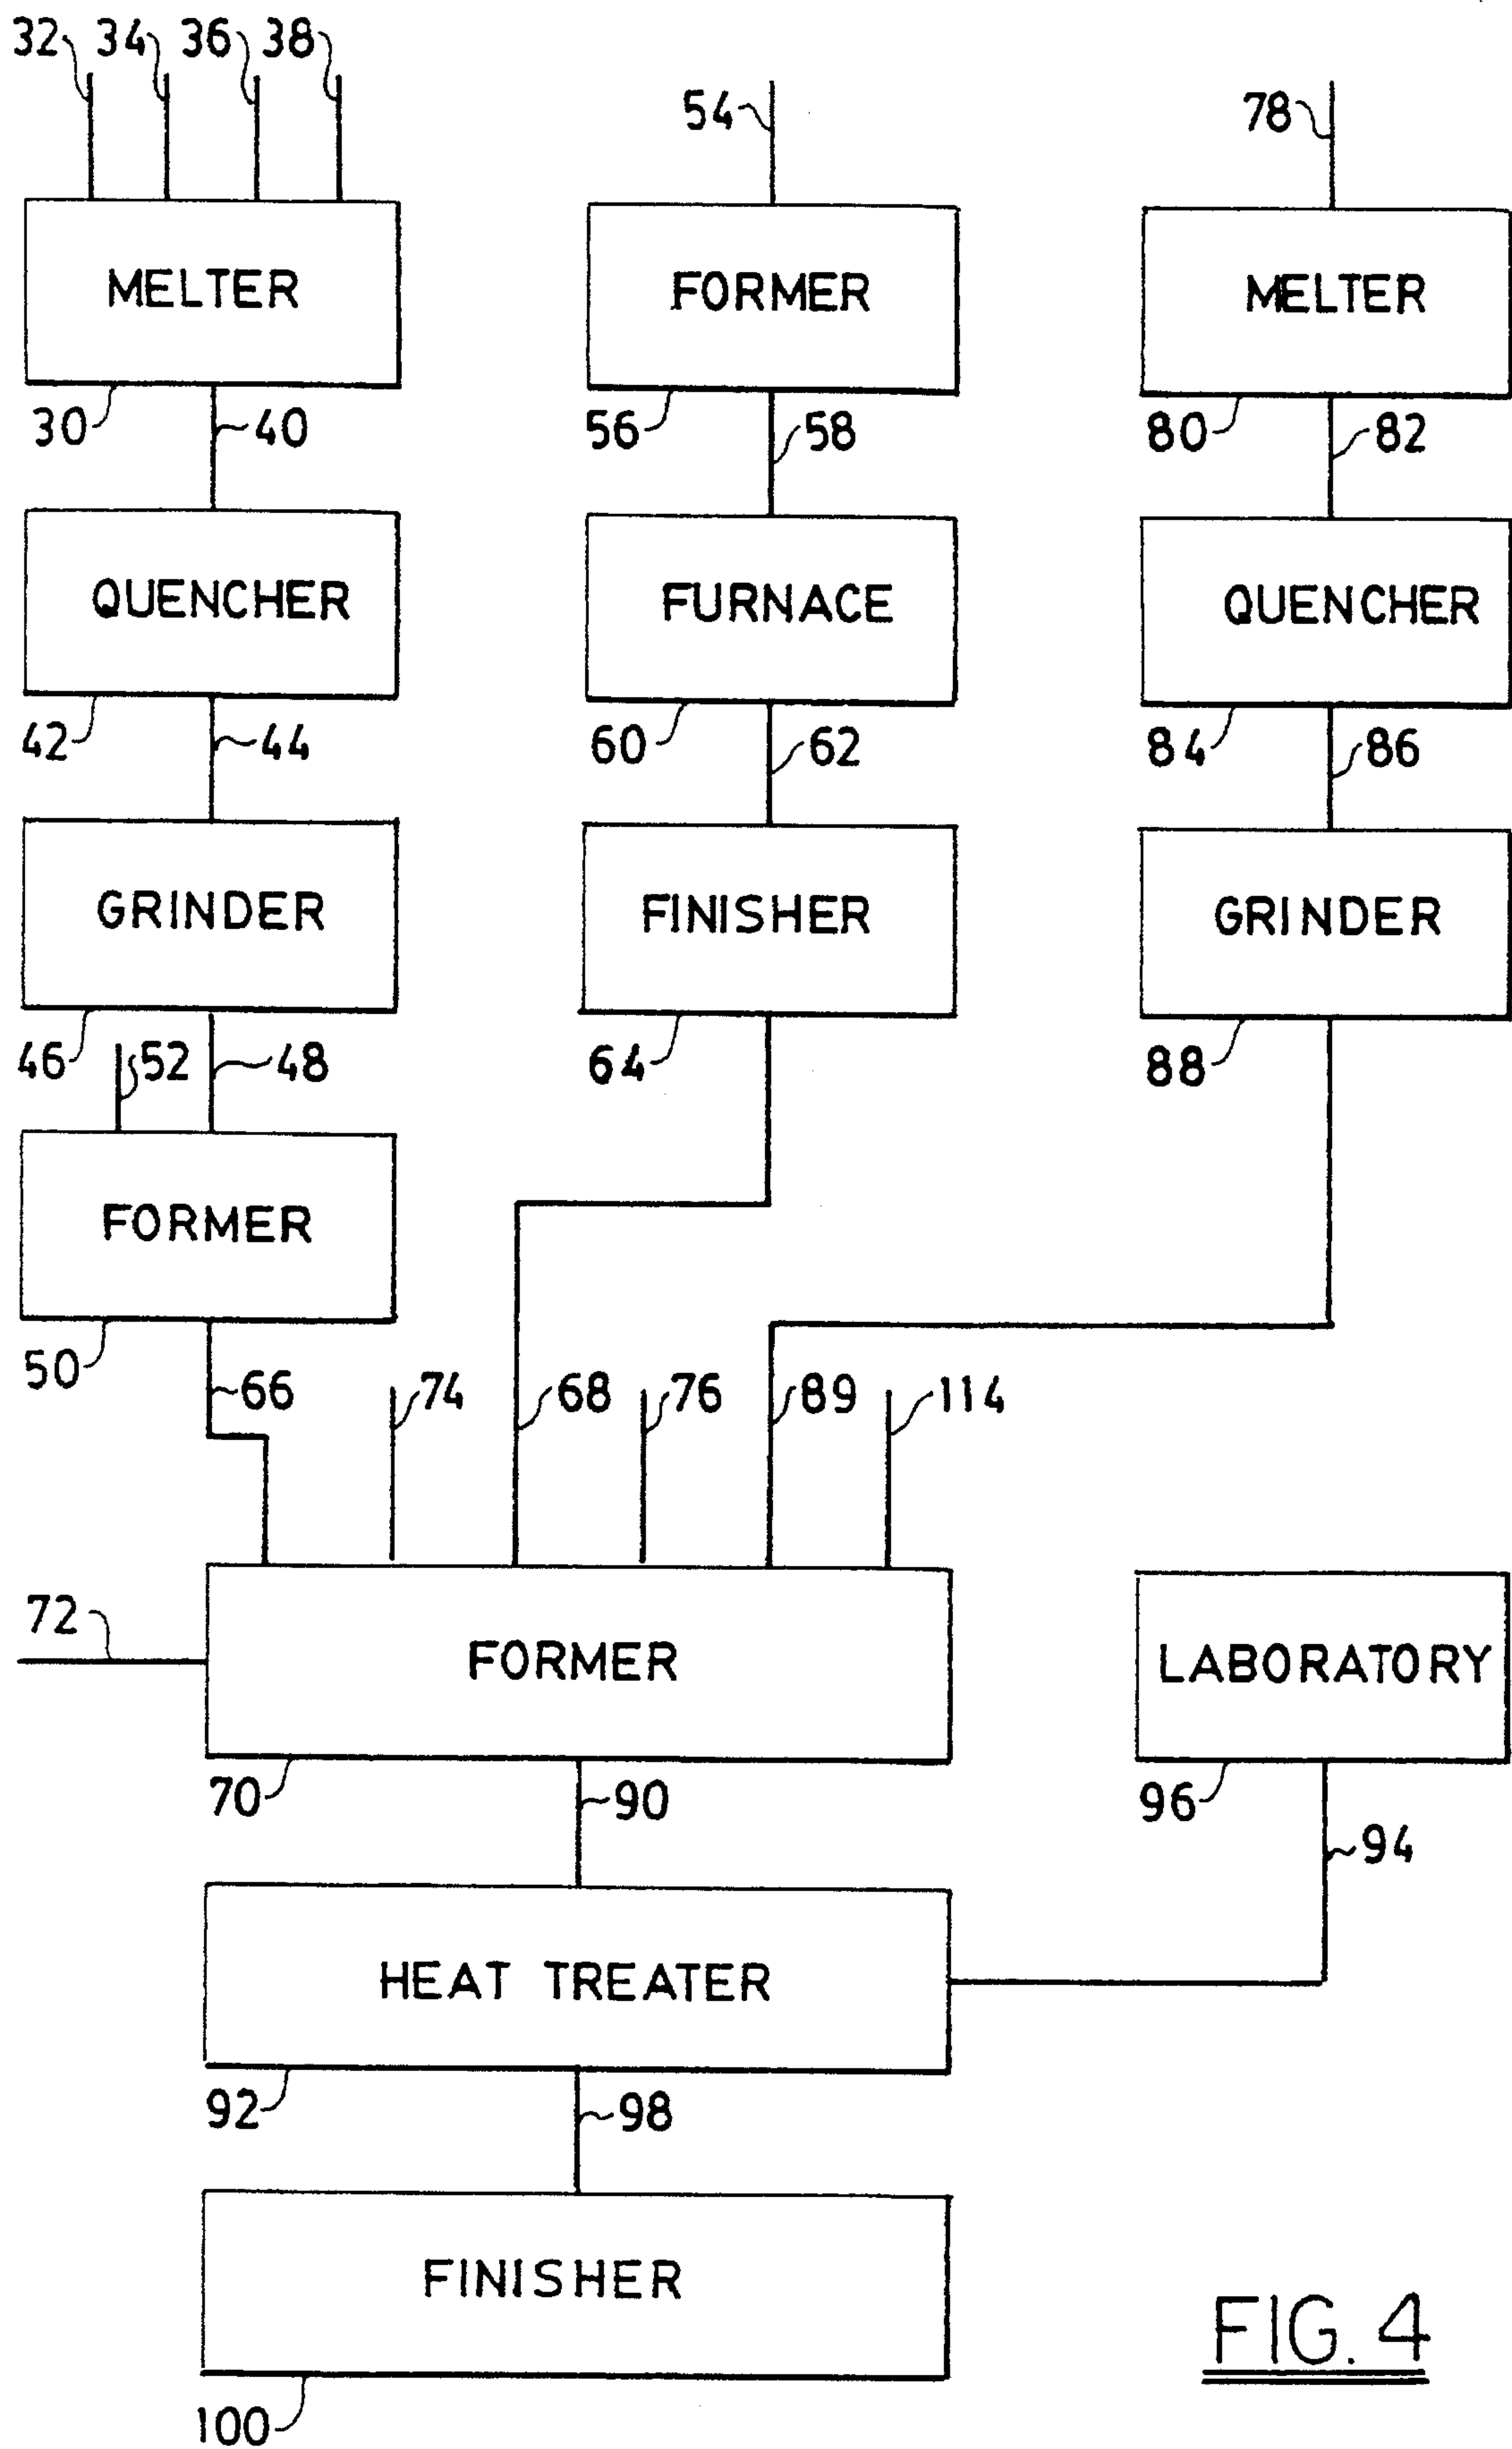 32 34 36 38
54 78
MELTER FORMER MELTER
30 40 56 58 80 82
QUENCHER FURNACE QUENCHER
42 44 60 62 84 86
GRINDER FINISHER GRINDER
46 52 48 64 88
FORMER
50 66 74 68 76 89 114
72
FORMER LABORATORY
70 90 96
94
HEAT TREATER
92 98
FINISHER
100
FIG. 4